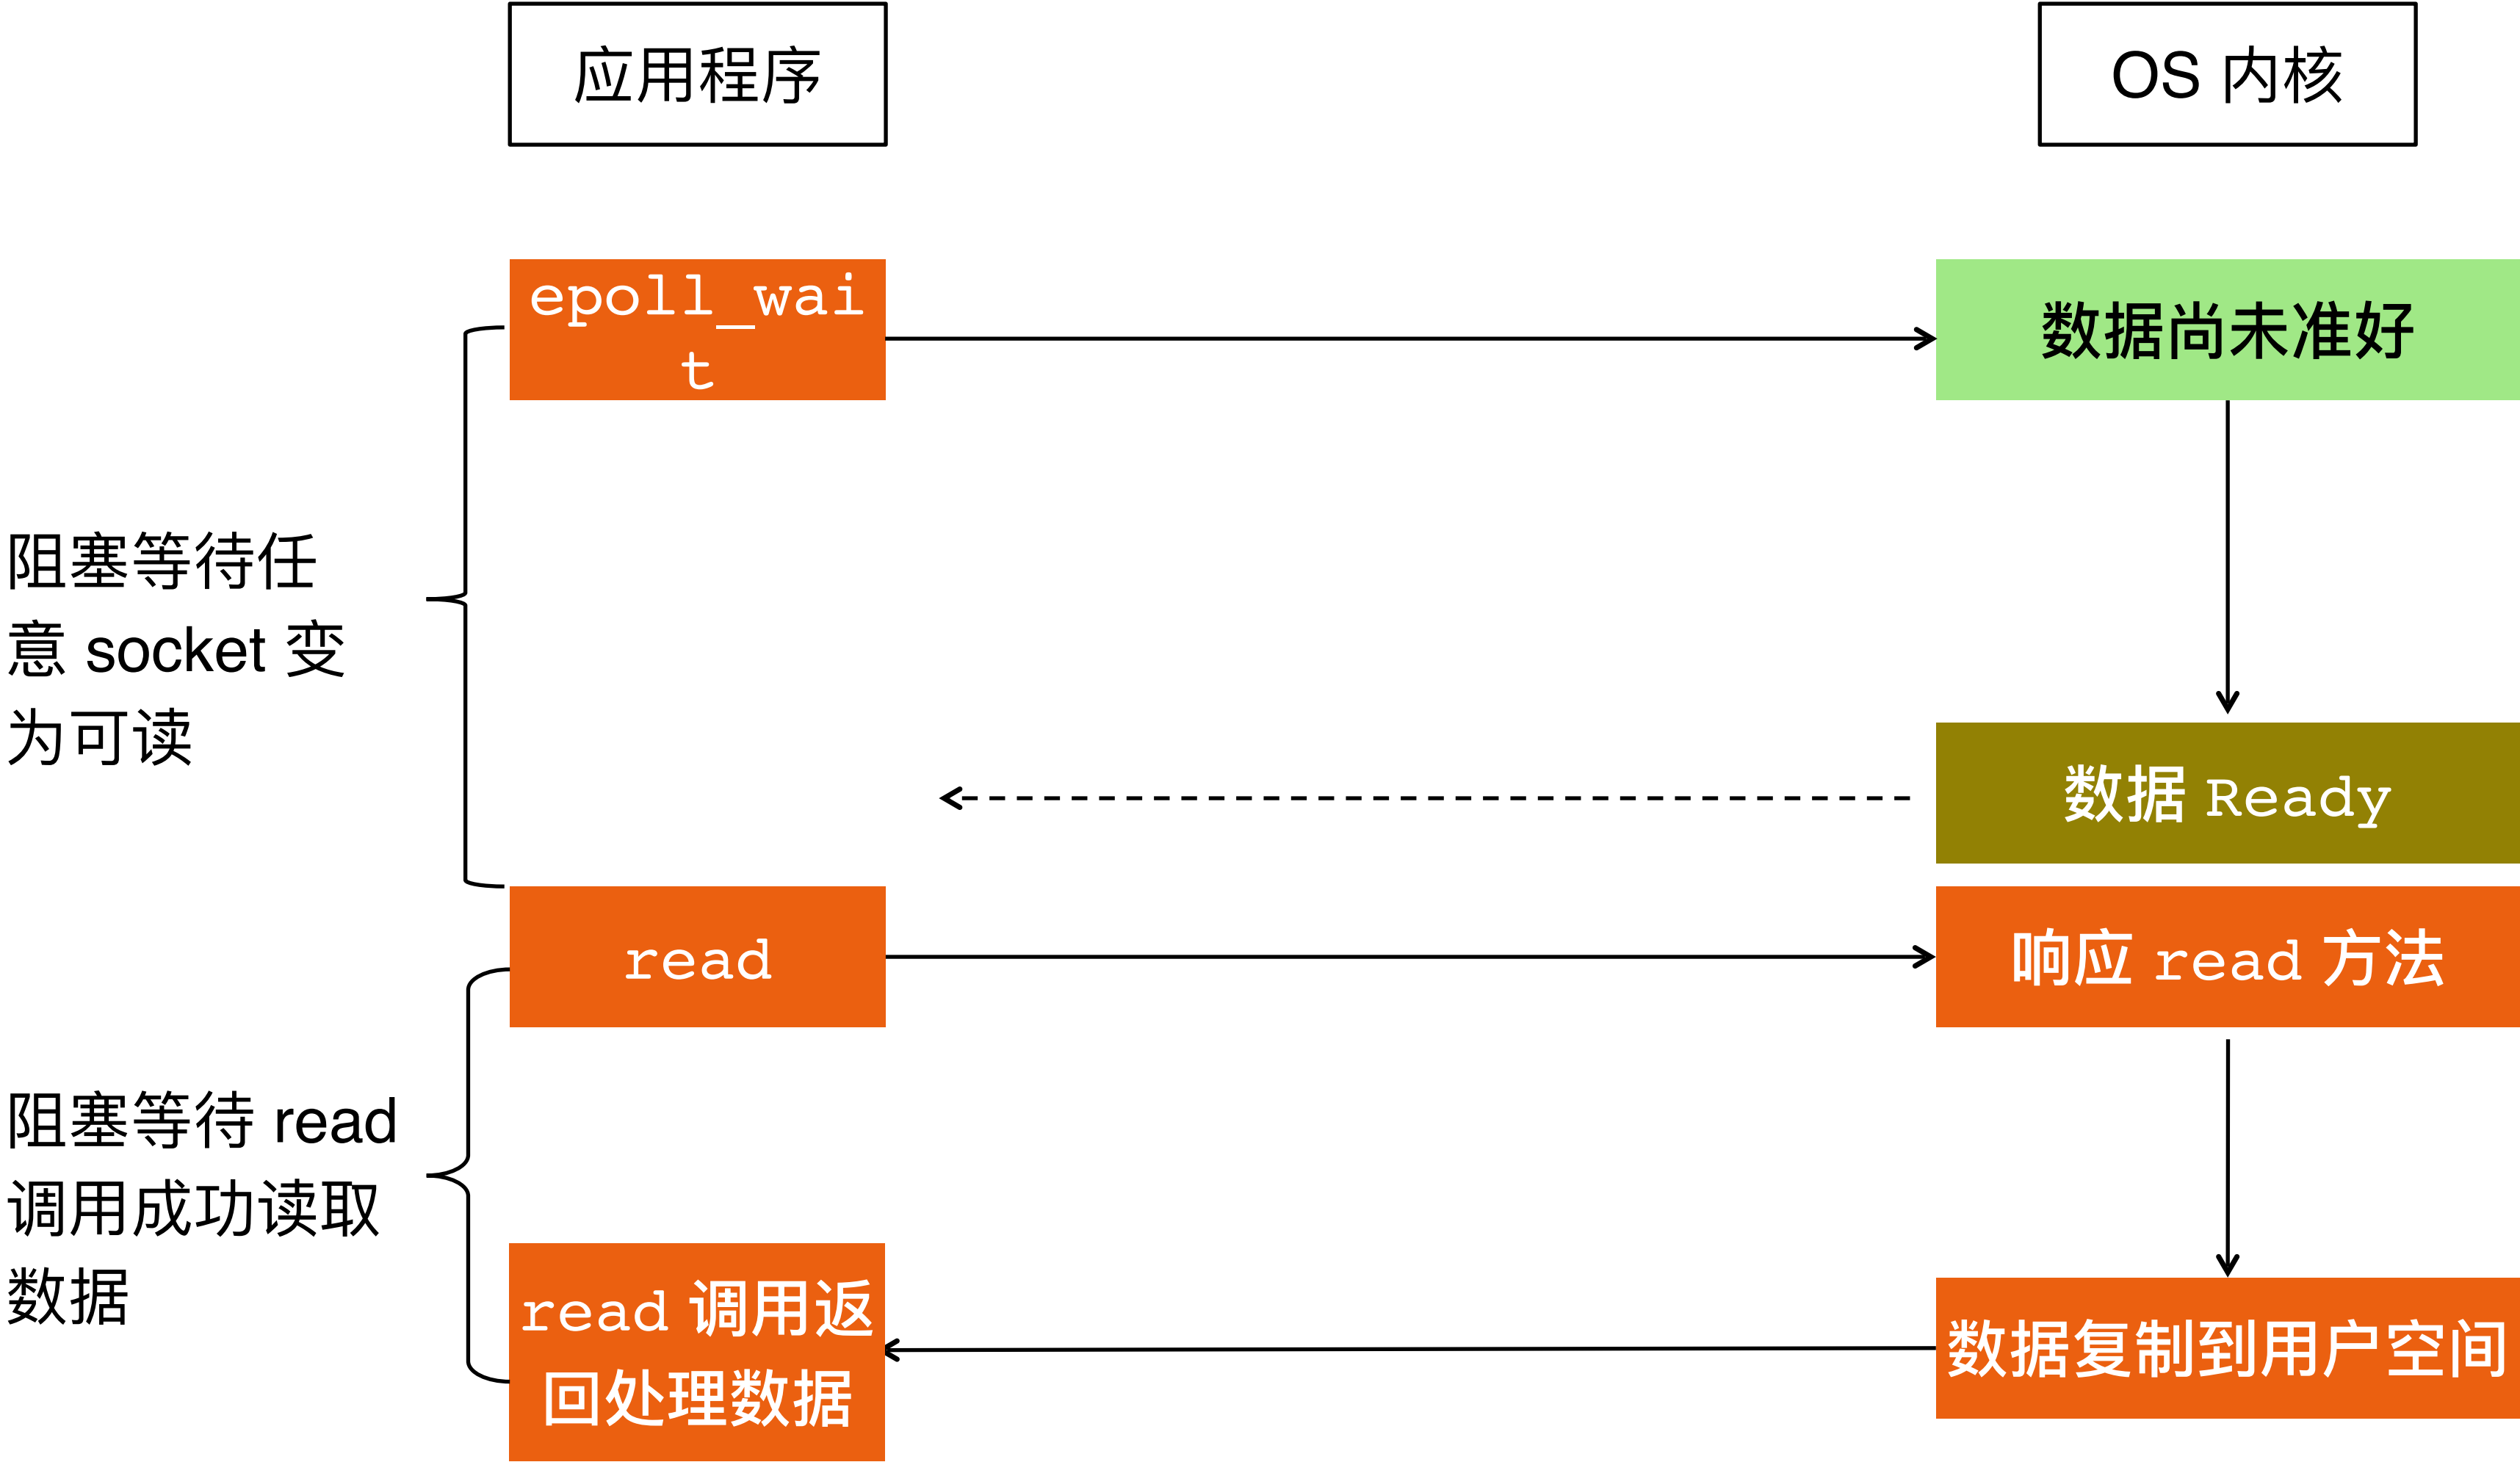 应用程序
OS 内核
epoll_wai
t
数据尚未准好
阻塞等待任
意 socket 变
为可读
数据 Ready
read
响应 read 方法
阻塞等待 read
调用成功读取
数据
read 调用返
回处理数据
数据复制到用户空间